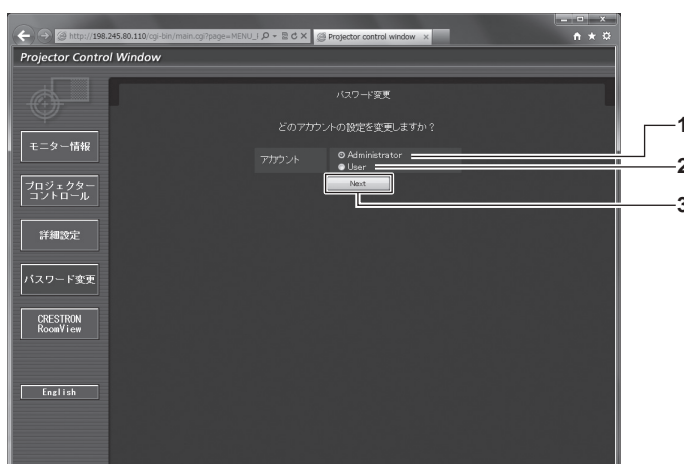 http://198.245.80.110/cgi-bin/main.cgi?page=MENU_
Projector control window
Projector Control Window
パスワード変更
どのアカウントの設定を変更しますか？
アカウント
Administrator
User
Next
モニター情報
プロジェクター
コントロール
詳細設定
パスワード変更
CRESTRON
RoomView
English
1
2
3